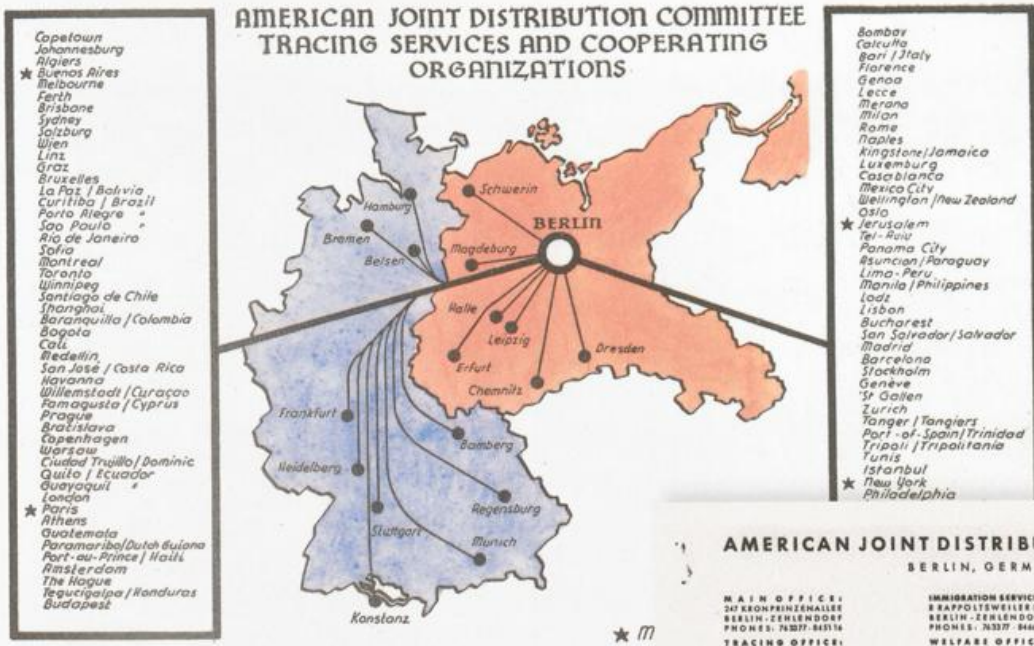 AMERICAN JOINT DISTRIBUTION COMMITTEE
TRACING SERVICES AND COOPERATING
ORGANIZATIONS
Capetown
Johannesburg
Algiers
★ Buenos Aires
Melbourne
Perth
Brisbane
Sydney
Salzburg
Wien
Linz
Graz
Bruxelles
La Paz / Bolivia
Curitiba / Brazil
Porto Alegre "
Sao Paulo "
Rio de Janeiro
Sofia
Montreal
Toronto
Winnipeg
Santiago de Chile
Shanghai
Baranquilla / Colombia
Bogota
Cali
Medellin
San José / Costa Rica
Havanna
Willemstadt / Curaçao
Famagusta / Cyprus
Prague
Bratislava
Copenhagen
Warsaw
Ciudad Trujillo / Dominic
Quito / Ecuador
Guayaquil "
London
★ Paris
Athens
Guatemala
Paramaribo/Dutch Guiana
Port-au-Prince / Haiti
Amsterdam
The Hague
Tegucigalpa / Honduras
Budapest
Schwerin
Hamburg
Bremen
BERLIN
Belsen
Magdeburg
Halle
Leipzig
Dresden
Erfurt
Chemnitz
Frankfurt
Bamberg
Heidelberg
Regensburg
Stuttgart
Munich
Konstanz
★ M
Bombay
Calcutta
Bari / Italy
Florence
Genoa
Lecce
Merano
Milan
Rome
Naples
Kingstone/Jamaica
Luxemburg
Casablanca
Mexico City
Wellington / New Zealand
Oslo
★ Jerusalem
Tel-Aviv
Panama City
Asuncion / Paraguay
Lima-Peru
Manila / Philippines
Lodz
Lisbon
Bucharest
San Salvador / Salvador
Madrid
Barcelona
Stockholm
Genève
St Gallen
Zurich
Tanger / Tangiers
Port-of-Spain / Trinidad
Tripoli / Tripolitania
Tunis
Istanbul
★ New York
Philadelphia
AMERICAN JOINT DISTRIBU
BERLIN, GERM
MAIN OFFICE:
247 KRONPRINZENALLEE
BERLIN-ZEHLENDORF
PHONES: 763277-845116
TRACING OFFICE:
IMMIGRATION SERVICE
8 RAPPOLTSWEILER
BERLIN-ZEHLENDO
PHONES: 763277-846
WELFARE OFFIC